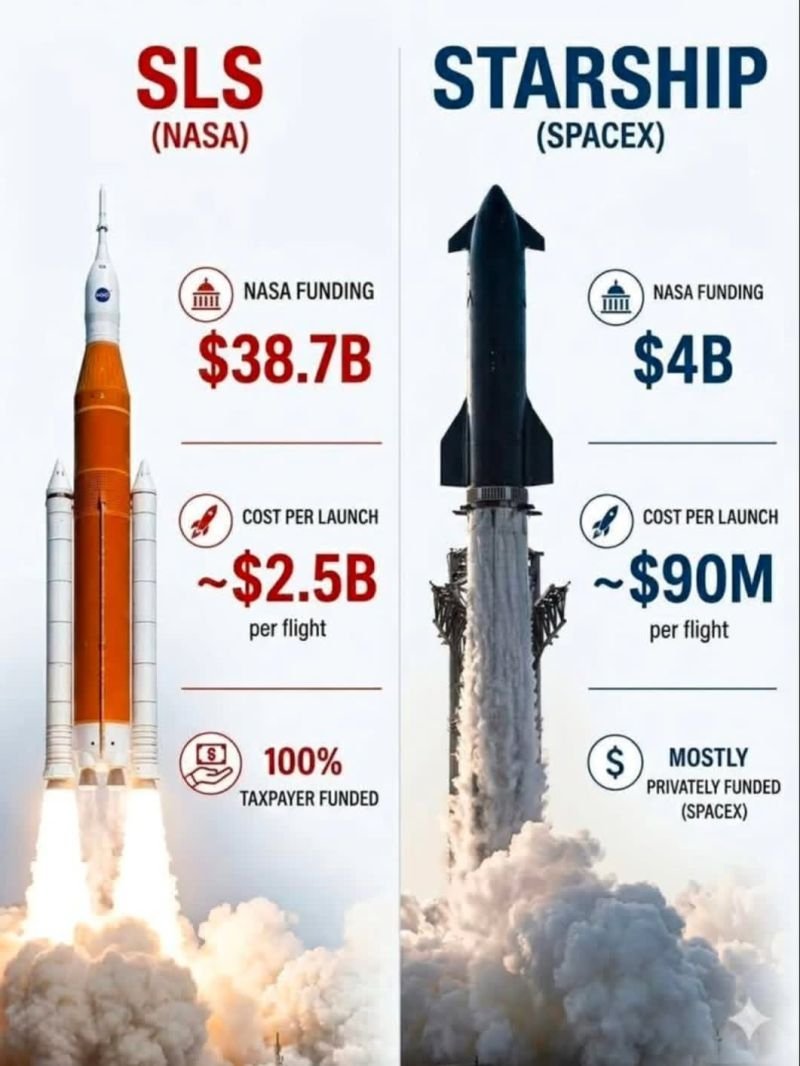 SLS
(NASA)
NASA FUNDING
$38.7B
COST PER LAUNCH
~$2.5B
per flight
$
100%
TAXPAYER FUNDED
STARSHIP
(SPACEX)
NASA FUNDING
$4B
COST PER LAUNCH
~$90M
per flight
$
MOSTLY
PRIVATELY FUNDED
(SPACEX)